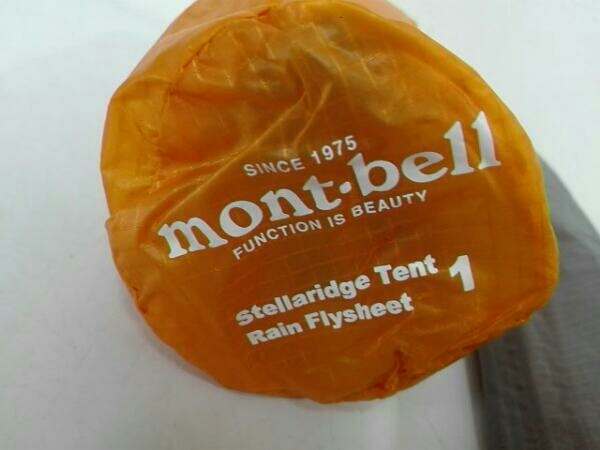 SINCE 1975
mont·bell
FUNCTION IS BEAUTY
Stellaridge Tent 1
Rain Flysheet